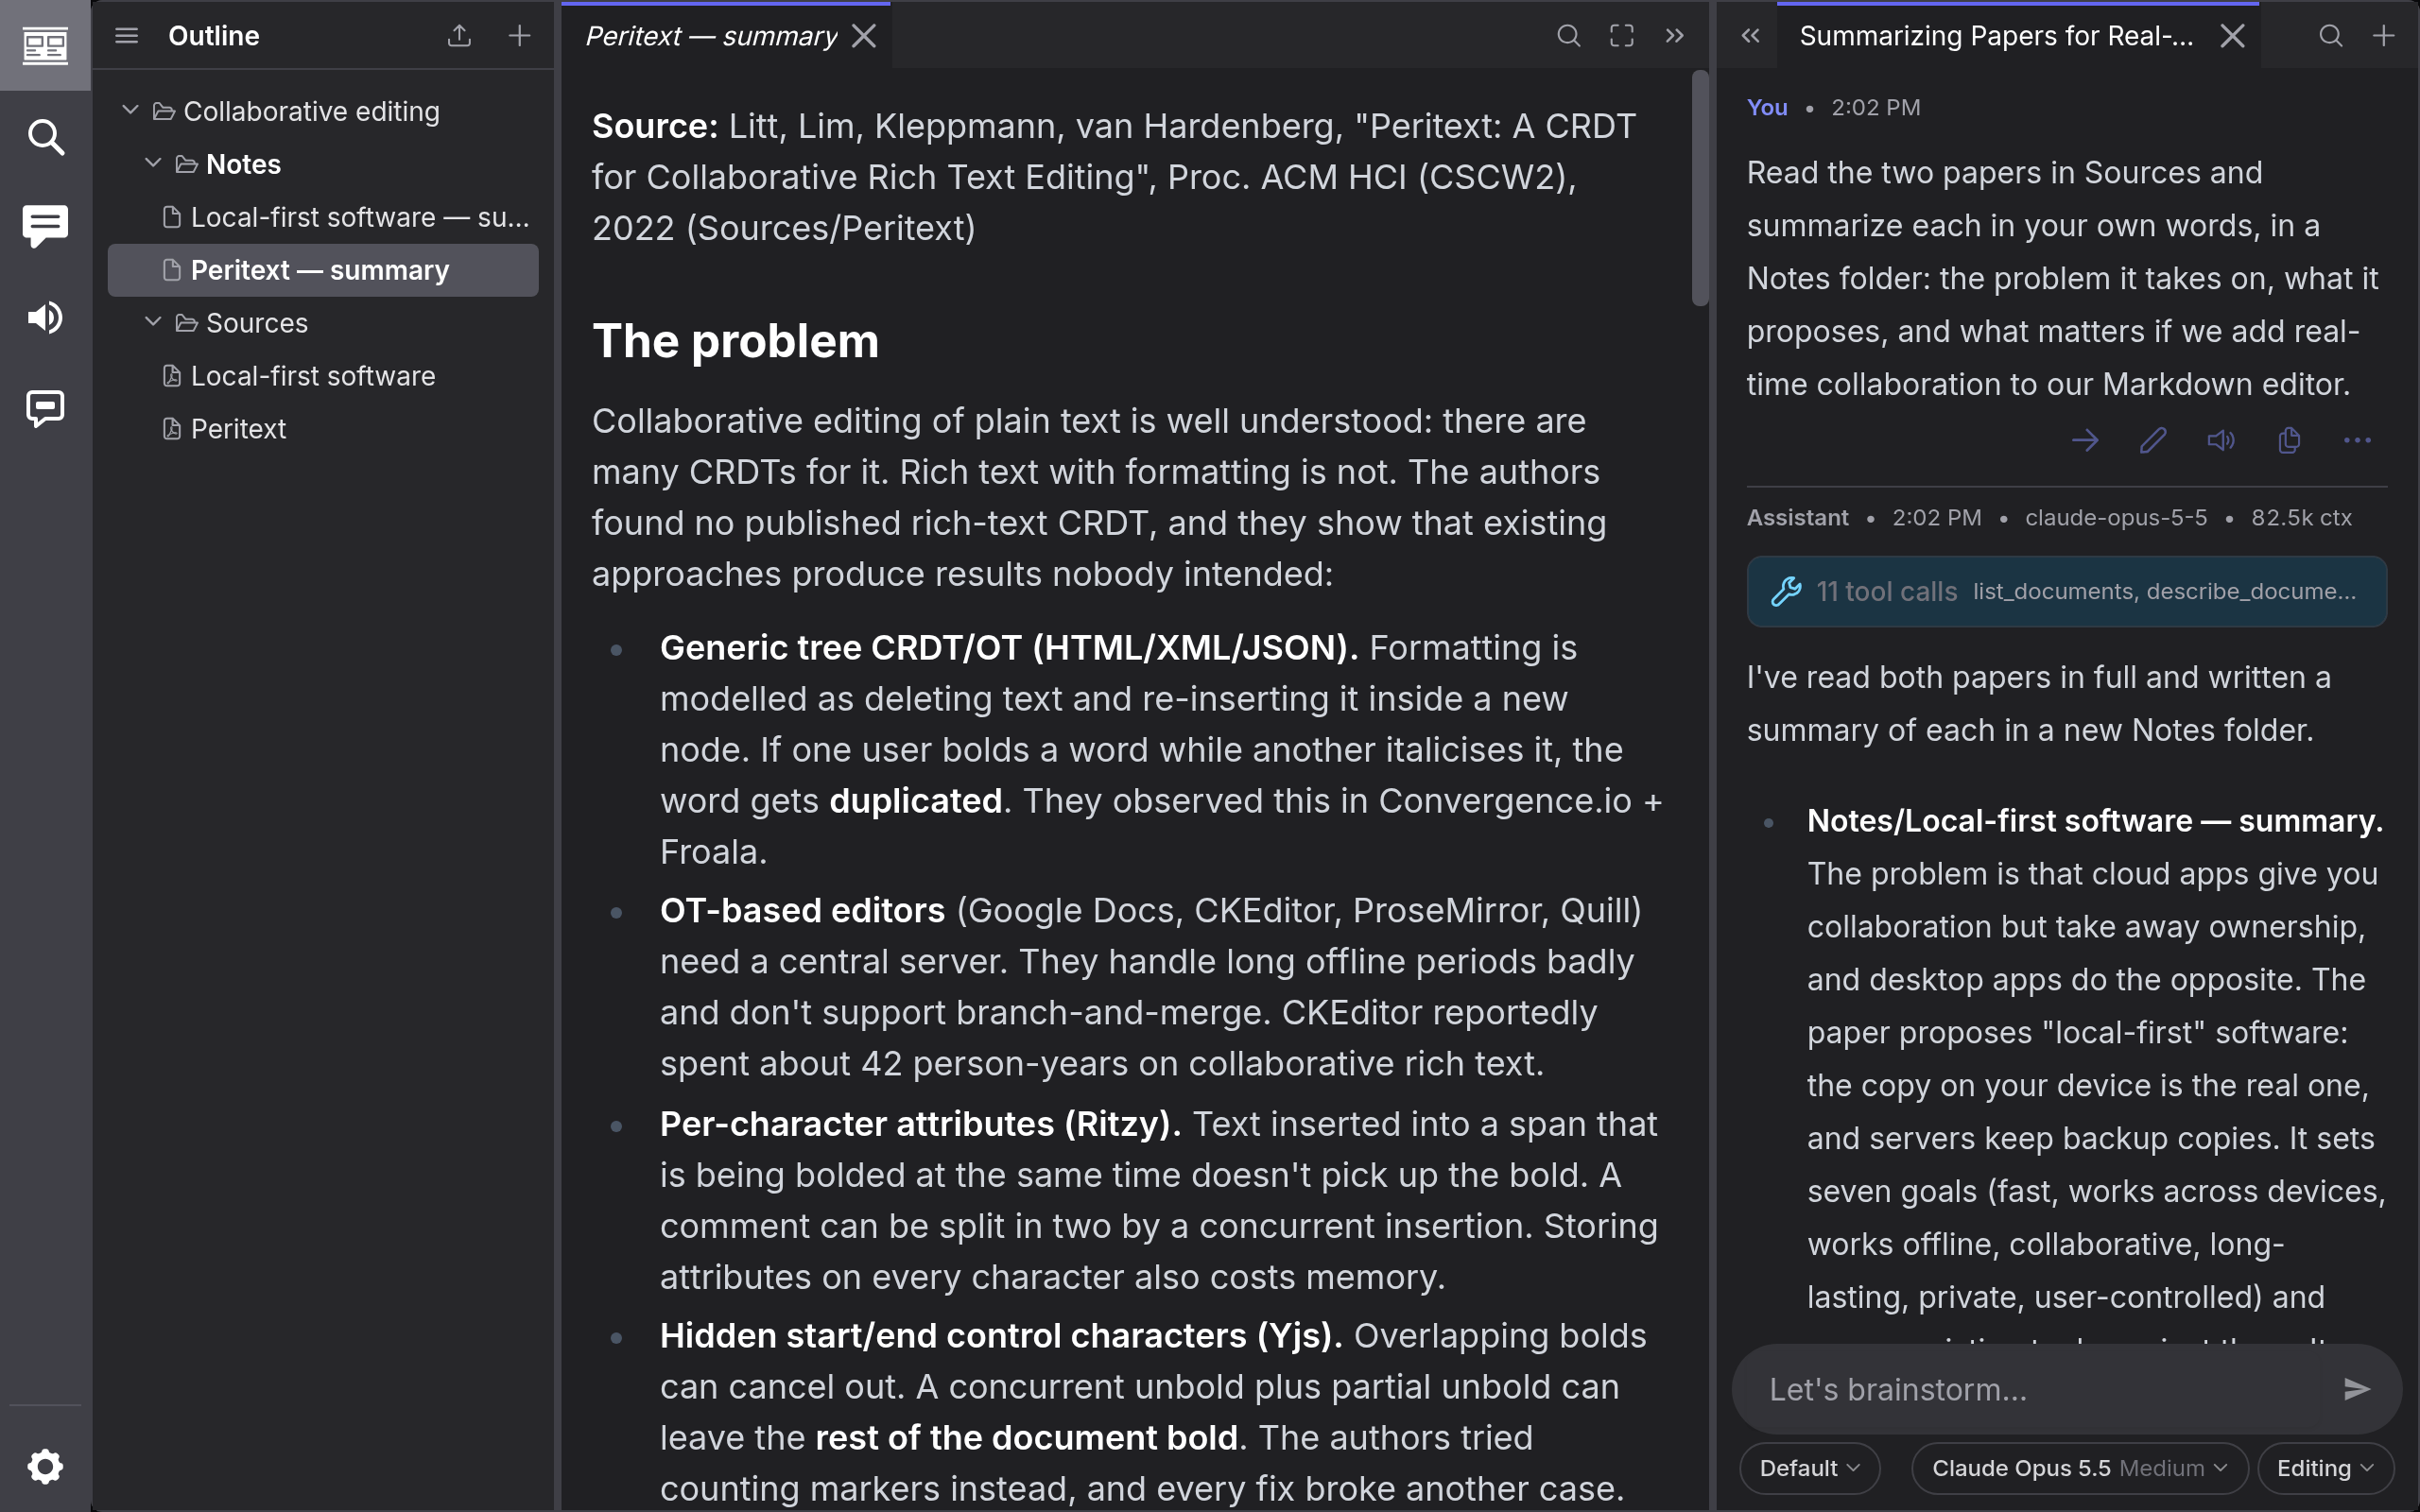 Outline
Collaborative editing
Notes
Local-first software — su...
Peritext — summary
Sources
Local-first software
Peritext
Peritext — summary
Source: Litt, Lim, Kleppmann, van Hardenberg, "Peritext: A CRDT
for Collaborative Rich Text Editing", Proc. ACM HCI (CSCW2),
2022 (Sources/Peritext)
The problem
Collaborative editing of plain text is well understood: there are
many CRDTs for it. Rich text with formatting is not. The authors
found no published rich-text CRDT, and they show that existing
approaches produce results nobody intended:
Generic tree CRDT/OT (HTML/XML/JSON). Formatting is
modelled as deleting text and re-inserting it inside a new
node. If one user bolds a word while another italicises it, the
word gets duplicated. They observed this in Convergence.io +
Froala.
OT-based editors (Google Docs, CKEditor, ProseMirror, Quill)
need a central server. They handle long offline periods badly
and don't support branch-and-merge. CKEditor reportedly
spent about 42 person-years on collaborative rich text.
Per-character attributes (Ritzy). Text inserted into a span that
is being bolded at the same time doesn't pick up the bold. A
comment can be split in two by a concurrent insertion. Storing
attributes on every character also costs memory.
Hidden start/end control characters (Yjs). Overlapping bolds
can cancel out. A concurrent unbold plus partial unbold can
leave the rest of the document bold. The authors tried
counting markers instead, and every fix broke another case.
Summarizing Papers for Real-...
You • 2:02 PM
Read the two papers in Sources and
summarize each in your own words, in a
Notes folder: the problem it takes on, what it
proposes, and what matters if we add real-
time collaboration to our Markdown editor.
Assistant • 2:02 PM • claude-opus-5-5 • 82.5k ctx
11 tool calls list_documents, describe_docume...
I've read both papers in full and written a
summary of each in a new Notes folder.
Notes/Local-first software — summary.
The problem is that cloud apps give you
collaboration but take away ownership,
and desktop apps do the opposite. The
paper proposes "local-first" software:
the copy on your device is the real one,
and servers keep backup copies. It sets
seven goals (fast, works across devices,
works offline, collaborative, long-
lasting, private, user-controlled) and
Let's brainstorm...
Default
Claude Opus 5.5 Medium
Editing